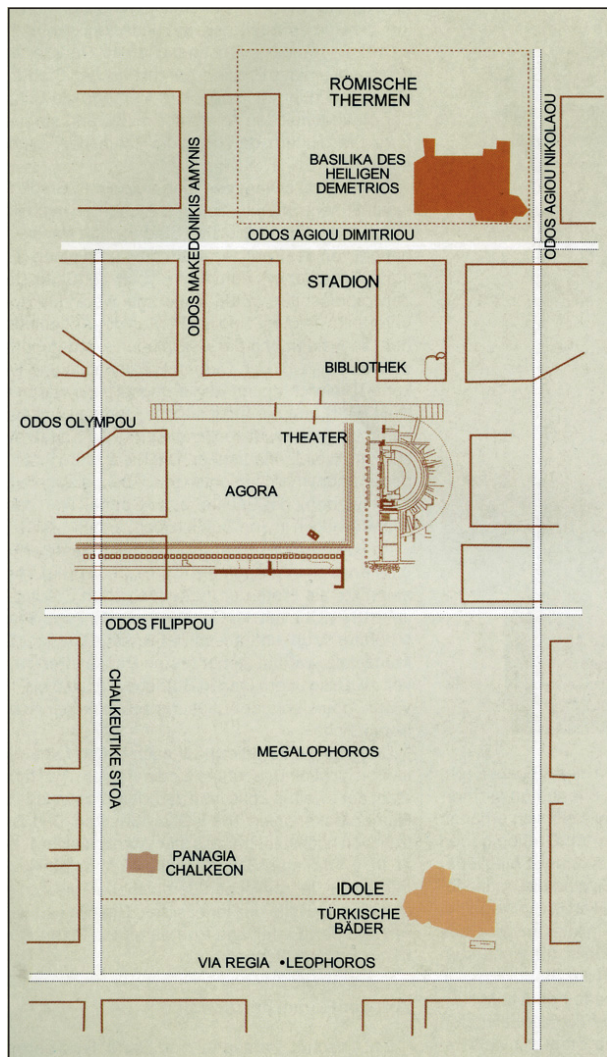 RÖMISCHE
THERMEN
BASILIKA DES
HEILIGEN
DEMETRIOS
ODOS AGIOU NIKOLAOU
ODOS MAKEDONIKIS AMYNIS
ODOS AGIOU DIMITRIOU
STADION
BIBLIOTHEK
ODOS OLYMPOU
THEATER
AGORA
ODOS FILIPPOU
CHALKEUTIKE STOA
MEGALOPHOROS
PANAGIA
CHALKEON
IDOLE
TÜRKISCHE
BÄDER
VIA REGIA •LEOPHOROS